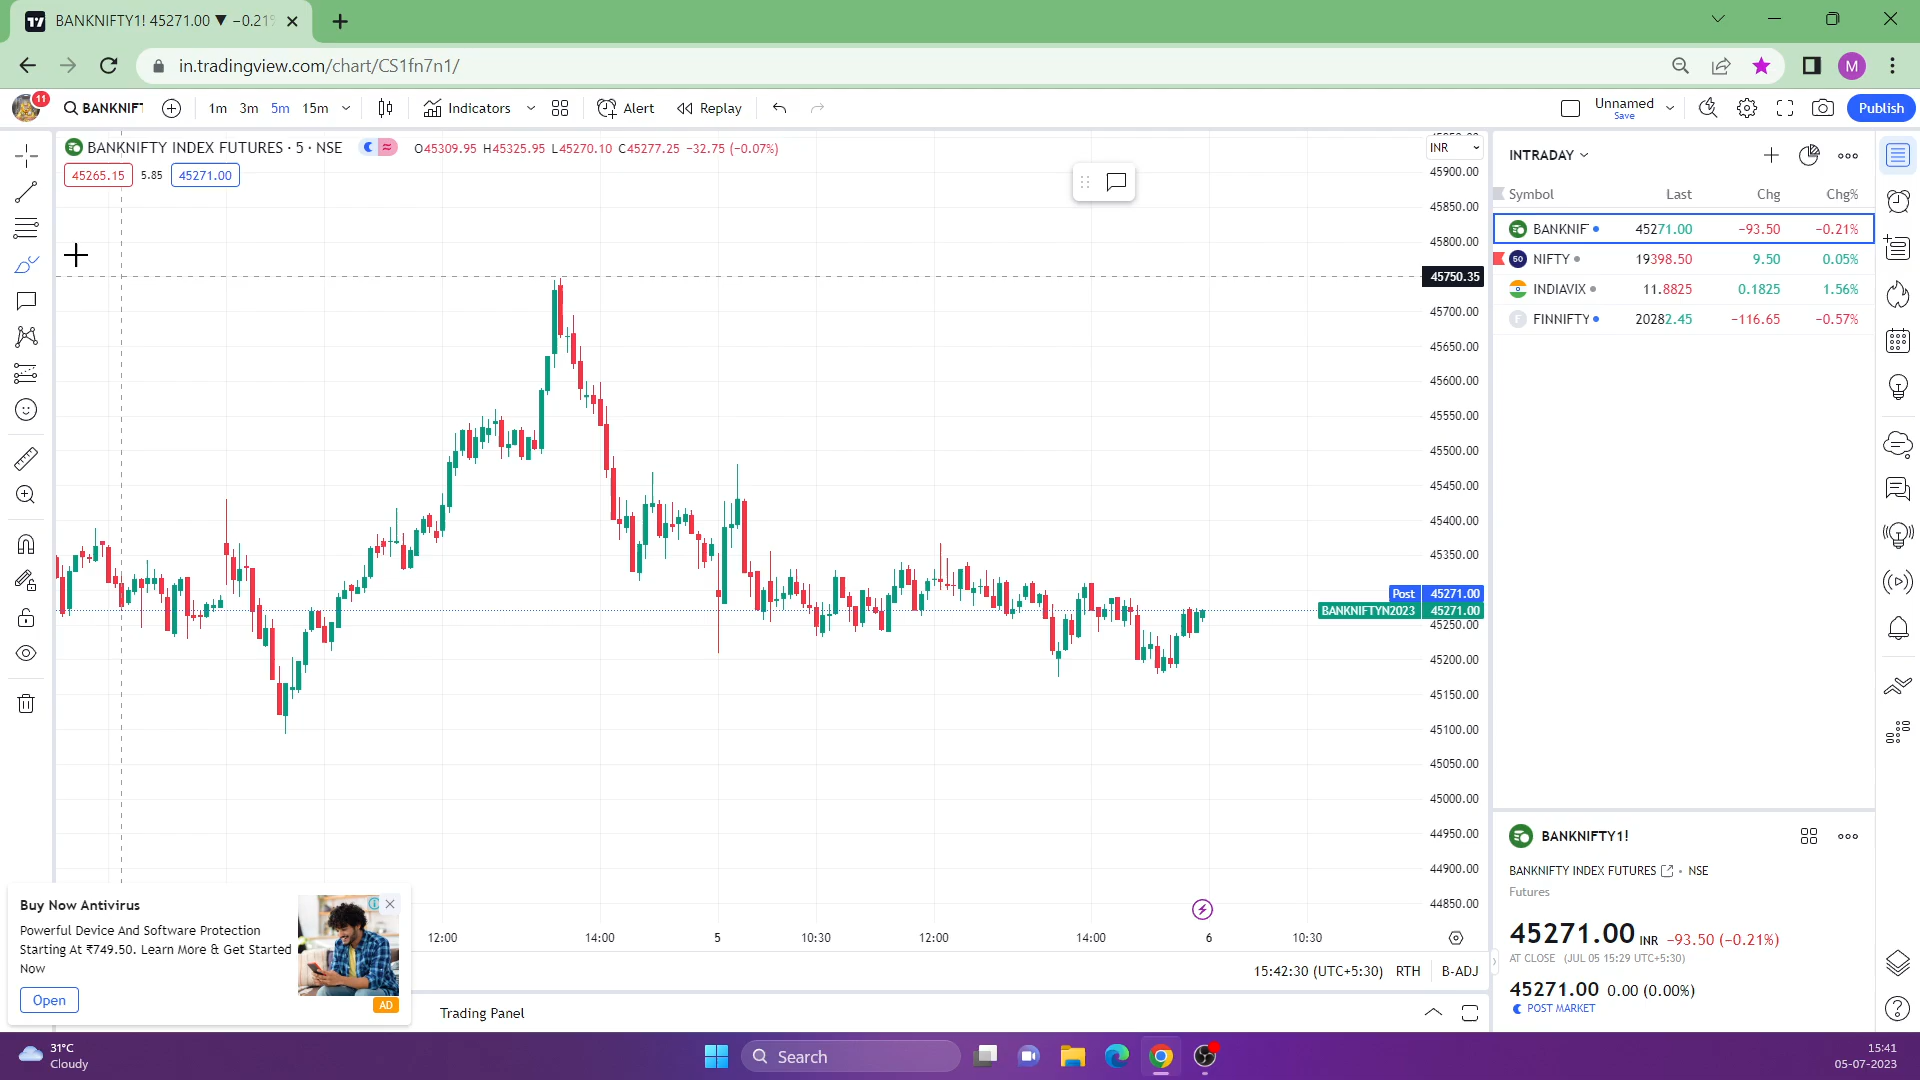 BANKNIFTY1! 45271.00 ▼ −0.21%
in.tradingview.com/chart/CS1fn7n1/
M
11
BANKNIFT
1m 3m 5m 15m
Indicators
Alert
Replay
Unnamed
Save
Publish
BANKNIFTY INDEX FUTURES · 5 · NSE
O45309.95 H45325.95 L45270.10 C45277.25 −32.75 (−0.07%)
45265.15 5.85 45271.00
INR
45900.00
45850.00
45800.00
45750.35
45700.00
45650.00
45600.00
45550.00
45500.00
45450.00
45400.00
45350.00
Post 45271.00
BANKNIFTYN2023 45271.00
45250.00
45200.00
45150.00
45100.00
45050.00
45000.00
44950.00
44900.00
44850.00
12:00 14:00 5 10:30 12:00 14:00 6 10:30
15:42:30 (UTC+5:30) RTH B-ADJ
Trading Panel
INTRADAY
Symbol Last Chg Chg%
BANKNIF 45271.00 −93.50 −0.21%
50 NIFTY 19398.50 9.50 0.05%
INDIAVIX 11.8825 0.1825 1.56%
F FINNIFTY 20282.45 −116.65 −0.57%
BANKNIFTY1!
BANKNIFTY INDEX FUTURES • NSE
Futures
45271.00 INR −93.50 (−0.21%)
AT CLOSE (JUL 05 15:29 UTC+5:30)
45271.00 0.00 (0.00%)
POST MARKET
Buy Now Antivirus
Powerful Device And Software Protection
Starting At ₹749.50. Learn More & Get Started
Now
Open
AD
31°C
Cloudy
Search
15:41
05-07-2023